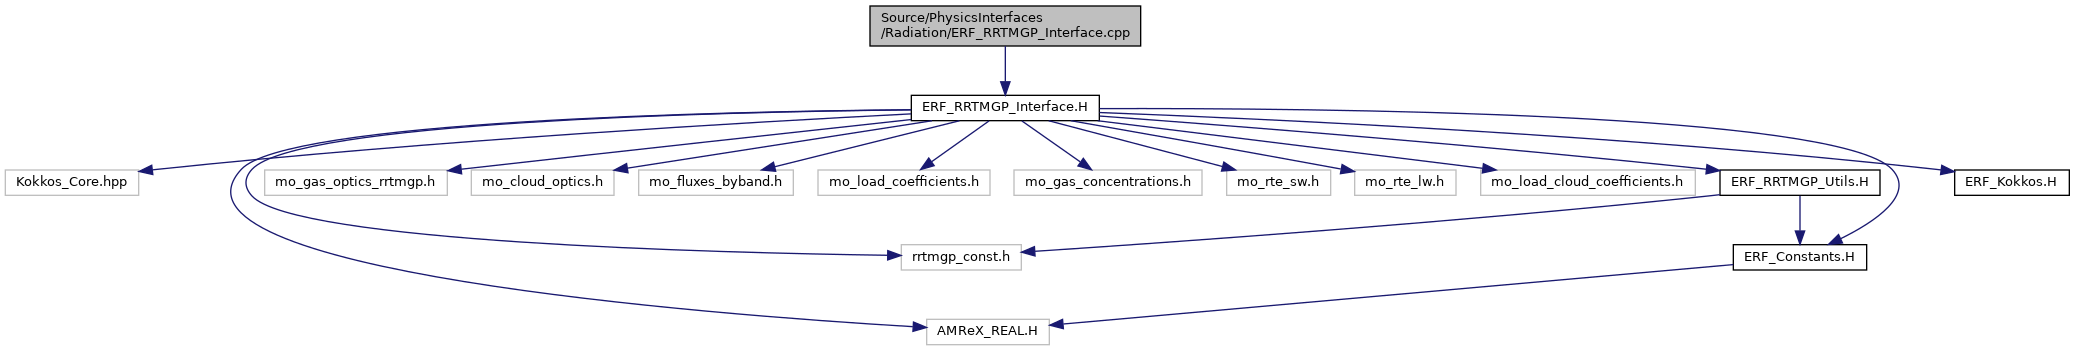 Source/PhysicsInterfaces
/Radiation/ERF_RRTMGP_Interface.cpp
ERF_RRTMGP_Interface.H
Kokkos_Core.hpp
mo_gas_optics_rrtmgp.h
mo_cloud_optics.h
mo_fluxes_byband.h
mo_load_coefficients.h
mo_gas_concentrations.h
mo_rte_sw.h
mo_rte_lw.h
mo_load_cloud_coefficients.h
ERF_RRTMGP_Utils.H
ERF_Kokkos.H
rrtmgp_const.h
ERF_Constants.H
AMReX_REAL.H